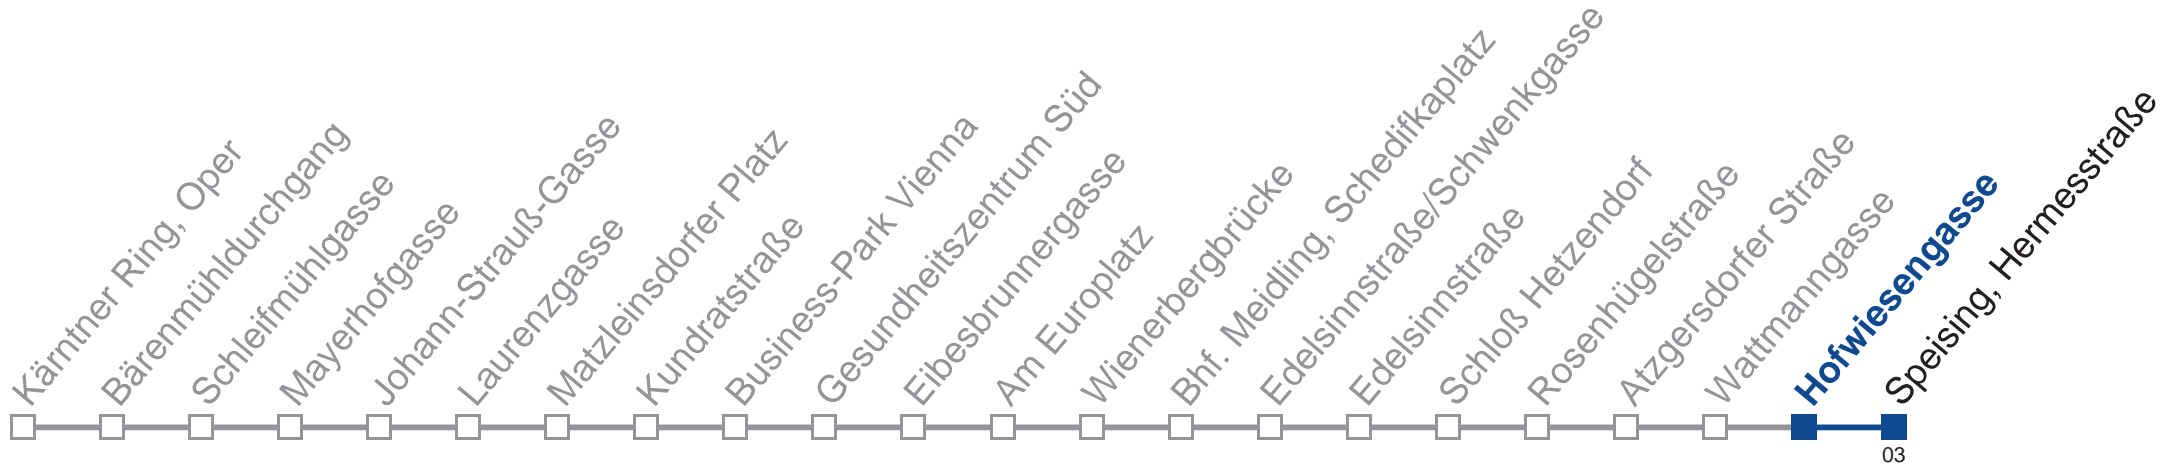 Kärntner Ring, Oper
Bärenmühldurchgang
Schleifmühlgasse
Mayerhofgasse
Johann-Strauß-Gasse
Laurenzgasse
Matzleinsdorfer Platz
Kundratstraße
Business-Park Vienna
Gesundheitszentrum Süd
Eibesbrunnergasse
Am Europlatz
Wienerbergbrücke
Bhf. Meidling, Schedifkaplatz
Edelsinnstraße/Schwenkgasse
Edelsinnstraße
Schloß Hetzendorf
Rosenhügelstraße
Atzgersdorfer Straße
Wattmanngasse
Hofwiesengasse
Speising, Hermesstraße
03